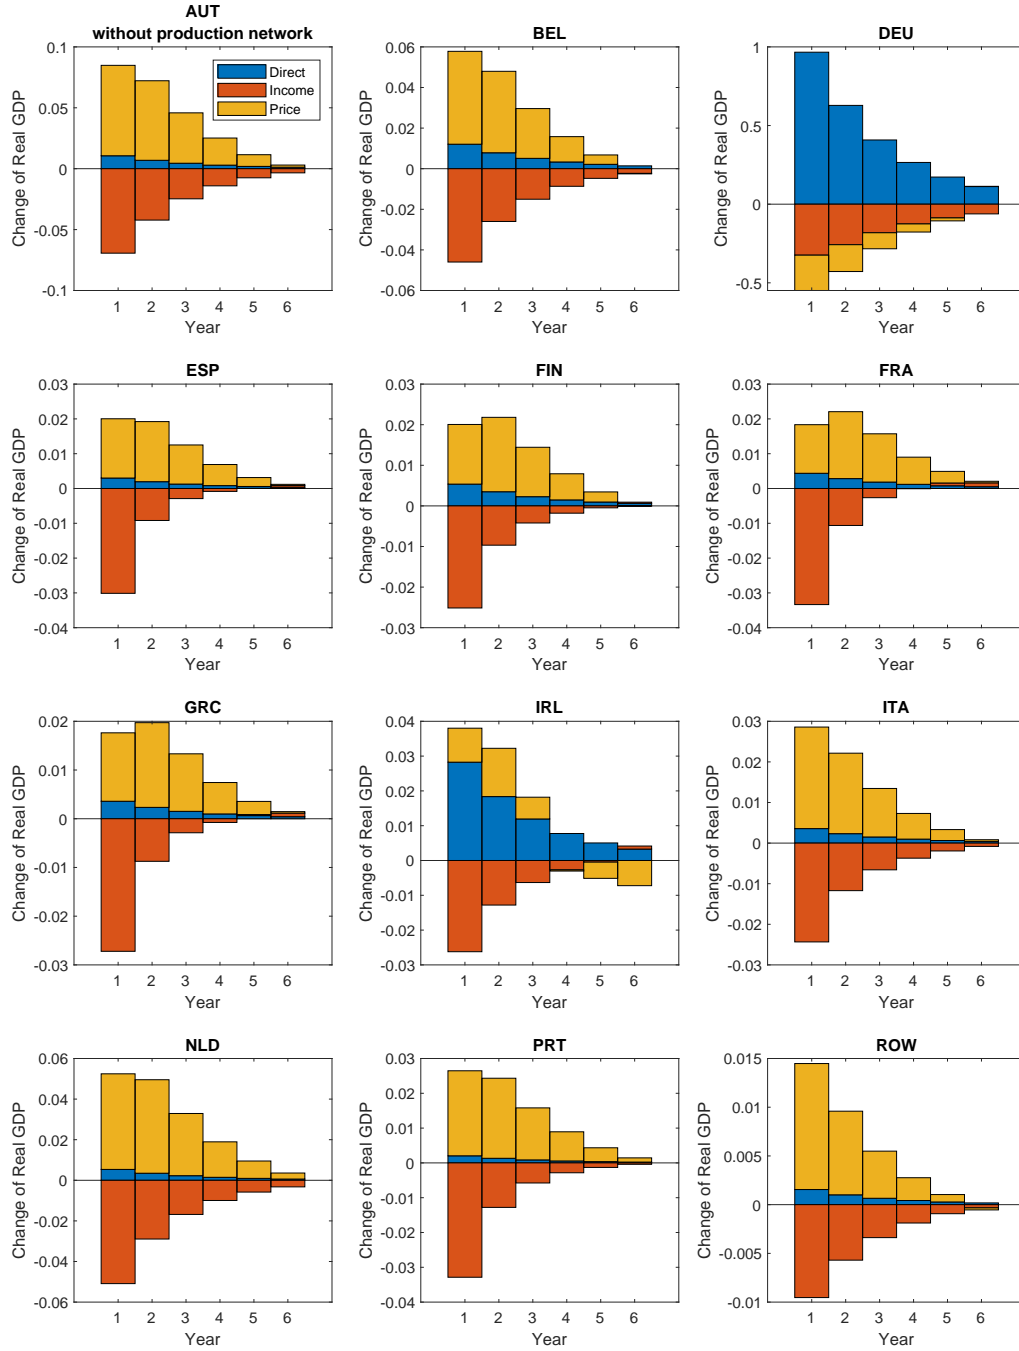 AUT
without production network
0.1
0.05
0
-0.05
-0.1
Change of Real GDP
1 2 3 4 5 6
Year
Direct
Income
Price
BEL
0.06
0.04
0.02
0
-0.02
-0.04
-0.06
Change of Real GDP
1 2 3 4 5 6
Year
DEU
1
0.5
0
-0.5
Change of Real GDP
1 2 3 4 5 6
Year
ESP
0.03
0.02
0.01
0
-0.01
-0.02
-0.03
-0.04
Change of Real GDP
1 2 3 4 5 6
Year
FIN
0.03
0.02
0.01
0
-0.01
-0.02
-0.03
Change of Real GDP
1 2 3 4 5 6
Year
FRA
0.03
0.02
0.01
0
-0.01
-0.02
-0.03
-0.04
Change of Real GDP
1 2 3 4 5 6
Year
GRC
0.02
0.01
0
-0.01
-0.02
-0.03
Change of Real GDP
1 2 3 4 5 6
Year
IRL
0.04
0.03
0.02
0.01
0
-0.01
-0.02
-0.03
Change of Real GDP
1 2 3 4 5 6
Year
ITA
0.03
0.02
0.01
0
-0.01
-0.02
-0.03
Change of Real GDP
1 2 3 4 5 6
Year
NLD
0.06
0.04
0.02
0
-0.02
-0.04
-0.06
Change of Real GDP
1 2 3 4 5 6
Year
PRT
0.03
0.02
0.01
0
-0.01
-0.02
-0.03
-0.04
Change of Real GDP
1 2 3 4 5 6
Year
ROW
0.015
0.01
0.005
0
-0.005
-0.01
Change of Real GDP
1 2 3 4 5 6
Year